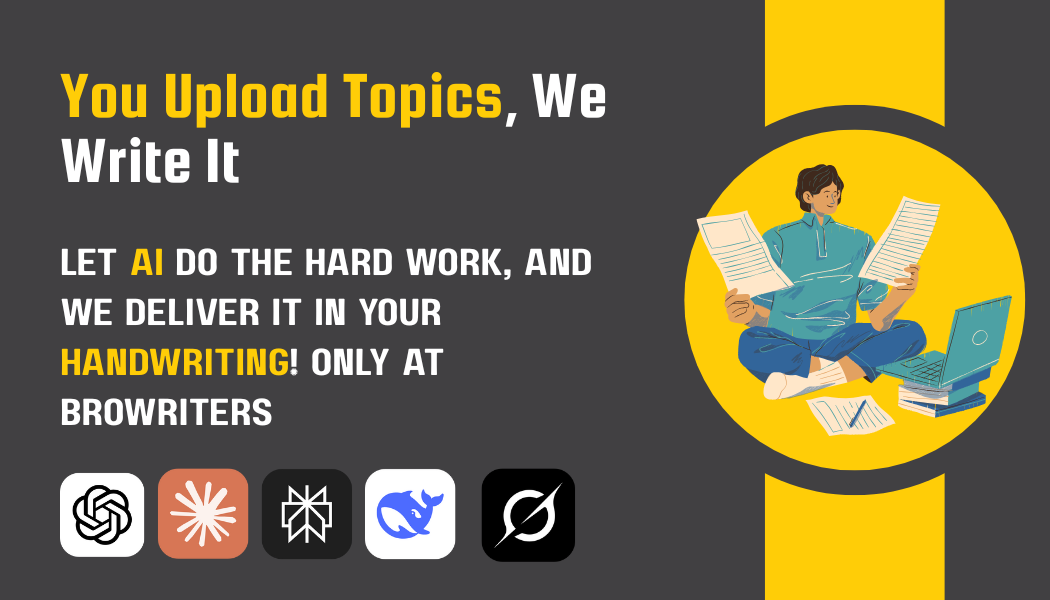 You Upload Topics, We
Write It
LET AI DO THE HARD WORK, AND
WE DELIVER IT IN YOUR
HANDWRITING! ONLY AT
BROWRITERS